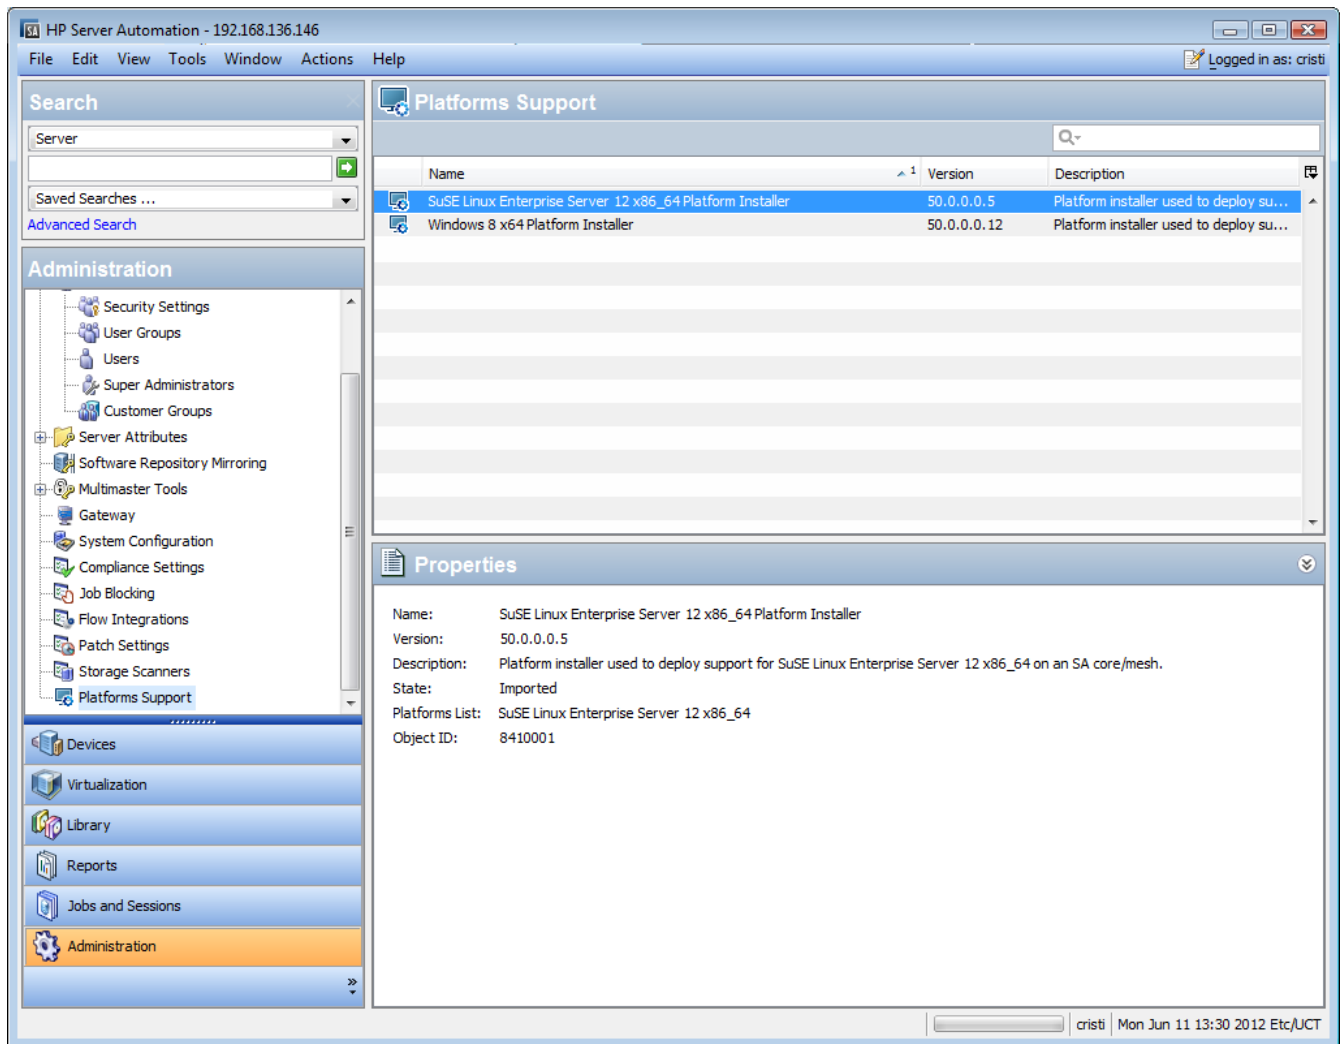 SA HP Server Automation - 192.168.136.146
File Edit View Tools Window Actions Help Logged in as: cristi
Search
Server
Saved Searches ...
Advanced Search
Administration
Security Settings
User Groups
Users
Super Administrators
Customer Groups
Server Attributes
Software Repository Mirroring
Multimaster Tools
Gateway
System Configuration
Compliance Settings
Job Blocking
Flow Integrations
Patch Settings
Storage Scanners
Platforms Support
Devices
Virtualization
Library
Reports
Jobs and Sessions
Administration
Platforms Support
Name 1 Version Description
SuSE Linux Enterprise Server 12 x86_64 Platform Installer 50.0.0.0.5 Platform installer used to deploy su...
Windows 8 x64 Platform Installer 50.0.0.0.12 Platform installer used to deploy su...
Properties
Name: SuSE Linux Enterprise Server 12 x86_64 Platform Installer
Version: 50.0.0.0.5
Description: Platform installer used to deploy support for SuSE Linux Enterprise Server 12 x86_64 on an SA core/mesh.
State: Imported
Platforms List: SuSE Linux Enterprise Server 12 x86_64
Object ID: 8410001
cristi Mon Jun 11 13:30 2012 Etc/UCT